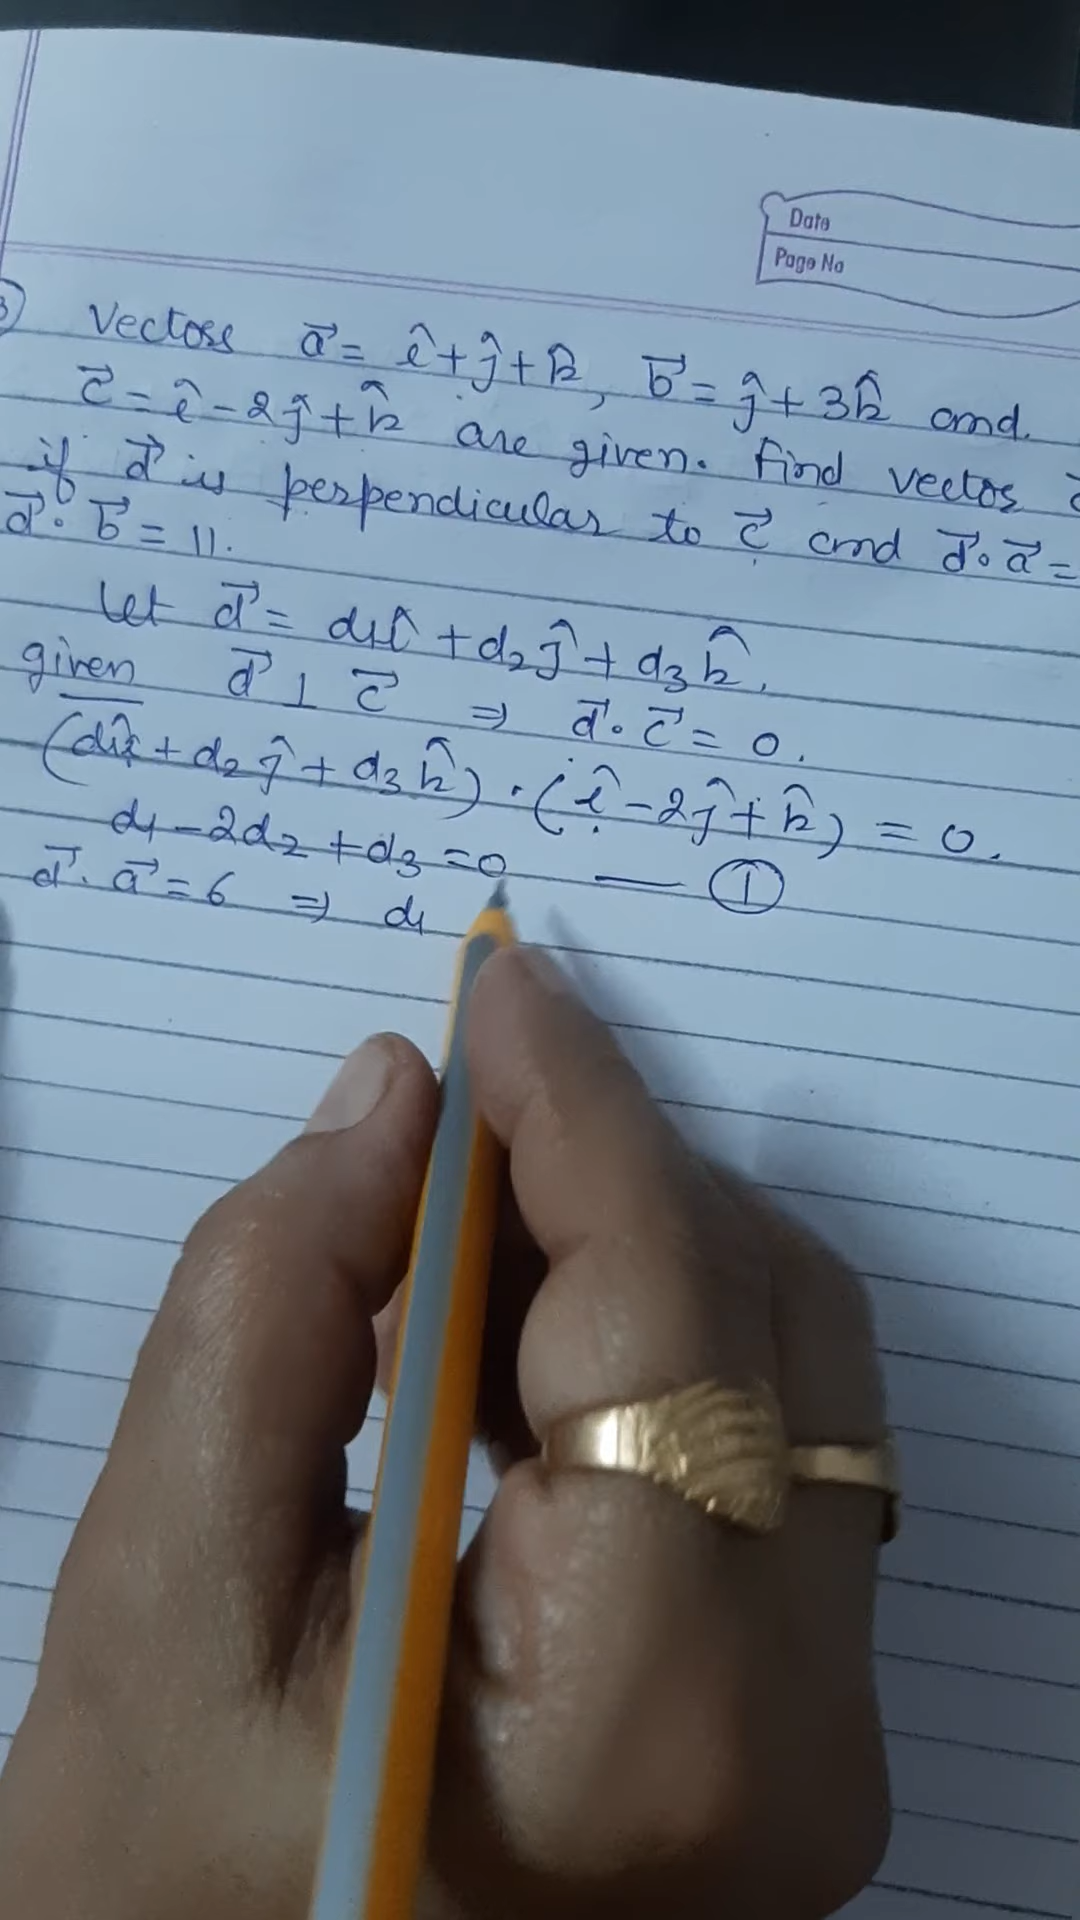 Date
Page No
Vectors a⃗ = î + ĵ + k̂, b⃗ = ĵ + 3k̂ and.
c⃗ = î - 2ĵ + k̂ are given. Find vector
if d⃗ is perpendicular to c⃗ and d⃗. a⃗ =
d⃗. b⃗ = 11.
Let d⃗ = d₁î + d₂ĵ + d₃k̂.
given d⃗ ⊥ c⃗ ⇒ d⃗. c⃗ = 0.
(d₁î + d₂ĵ + d₃k̂) . (î - 2ĵ + k̂) = 0.
d₁ - 2d₂ + d₃ = 0 — ①
d⃗. a⃗ = 6 ⇒ d₁